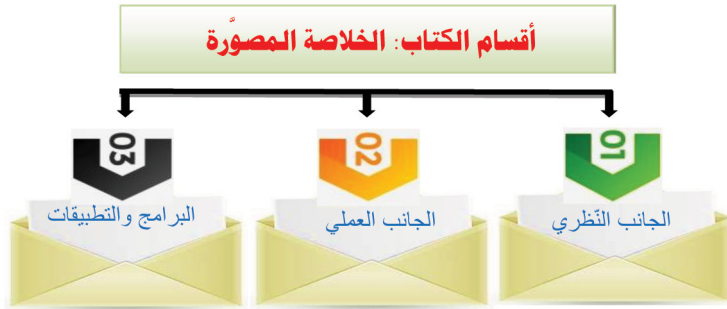 أقسام الكتاب: الخلاصة المصوَّرة
01
الجانب النّظري
02
الجانب العملي
03
البرامج والتطبيقات